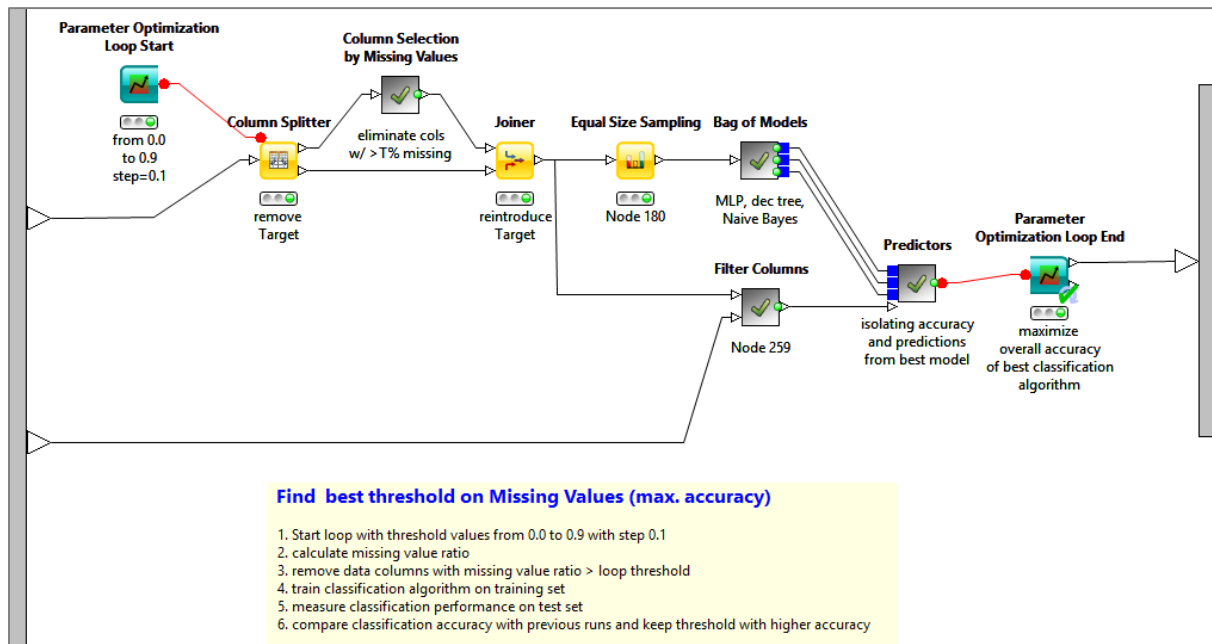 Parameter Optimization
Loop Start
from 0.0
to 0.9
step=0.1
Column Splitter
remove
Target
Column Selection
by Missing Values
eliminate cols
w/ >T% missing
Joiner
reintroduce
Target
Equal Size Sampling
Node 180
Bag of Models
MLP, dec tree,
Naive Bayes
Filter Columns
Node 259
Predictors
isolating accuracy
and predictions
from best model
Parameter
Optimization Loop End
maximize
overall accuracy
of best classification
algorithm
Find best threshold on Missing Values (max. accuracy)
1. Start loop with threshold values from 0.0 to 0.9 with step 0.1
2. calculate missing value ratio
3. remove data columns with missing value ratio > loop threshold
4. train classification algorithm on training set
5. measure classification performance on test set
6. compare classification accuracy with previous runs and keep threshold with higher accuracy